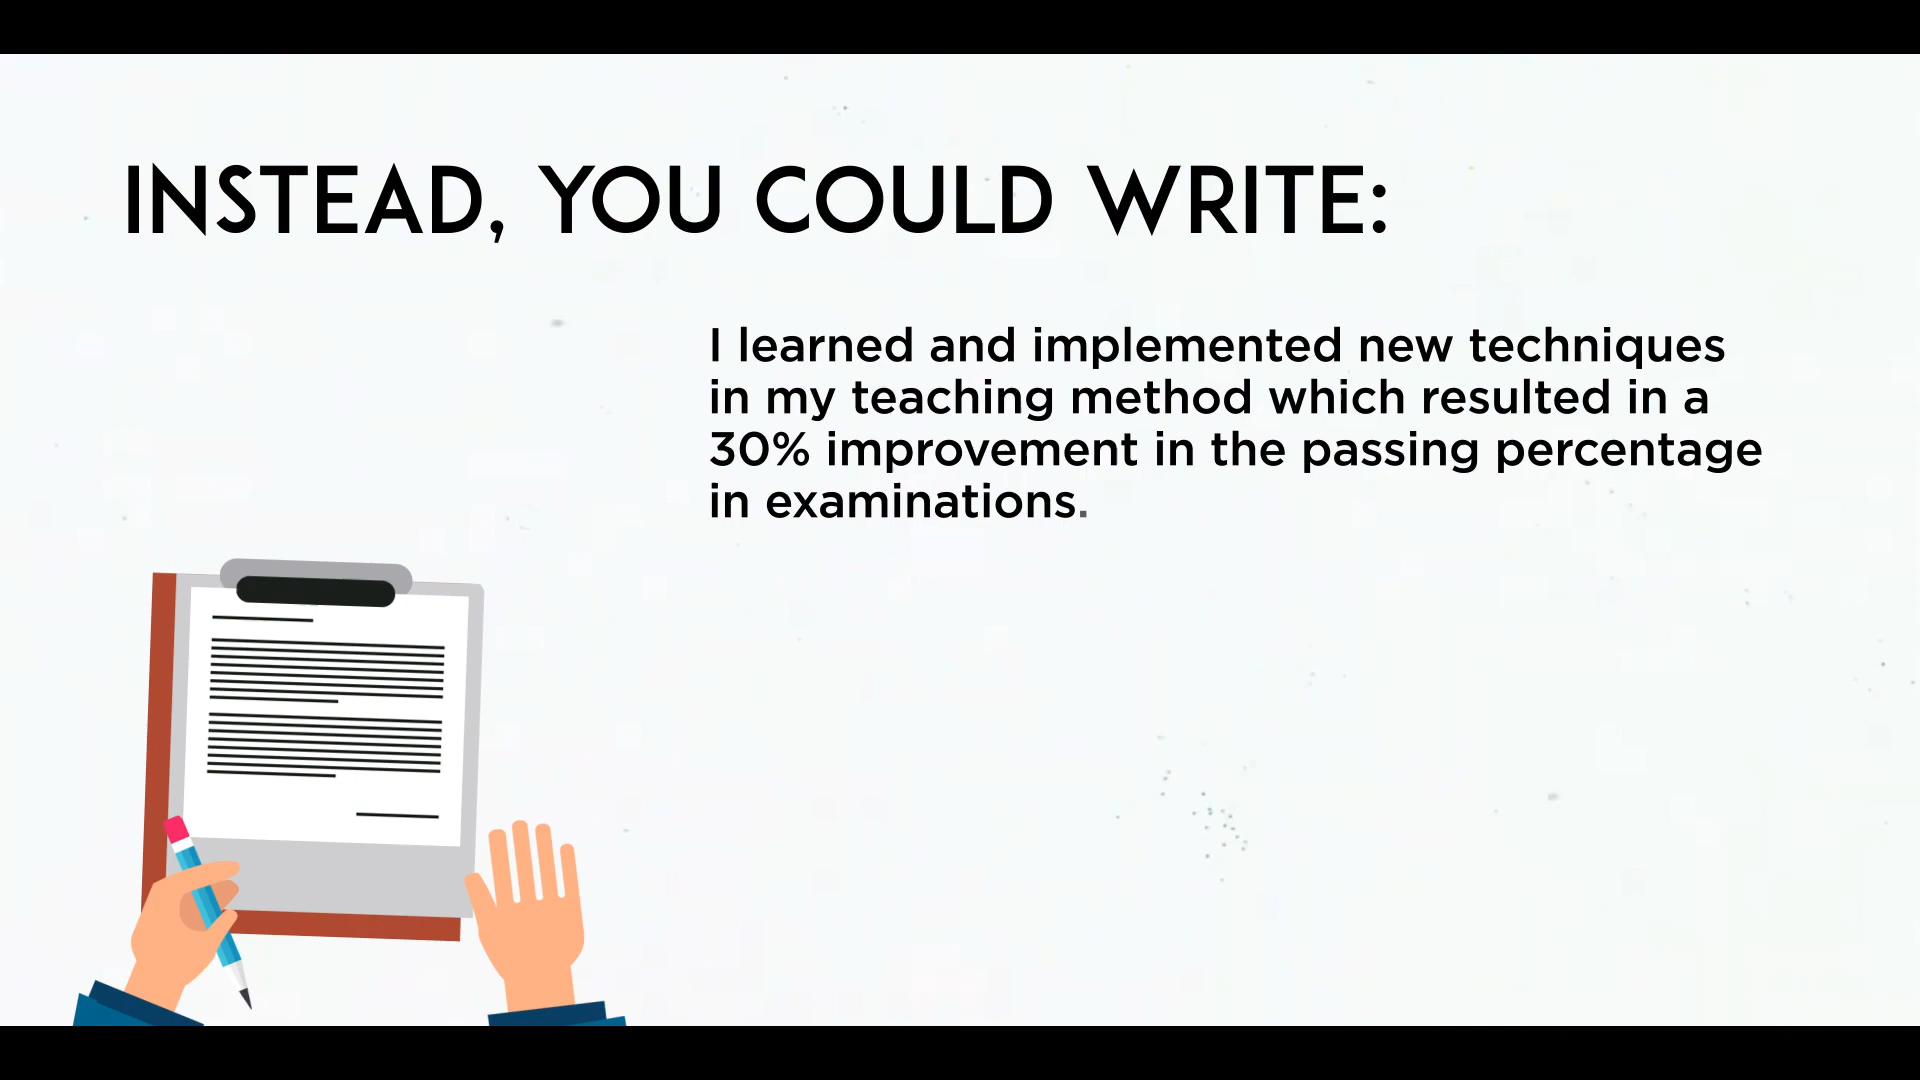 INSTEAD, YOU COULD WRITE:
I learned and implemented new techniques
in my teaching method which resulted in a
30% improvement in the passing percentage
in examinations.